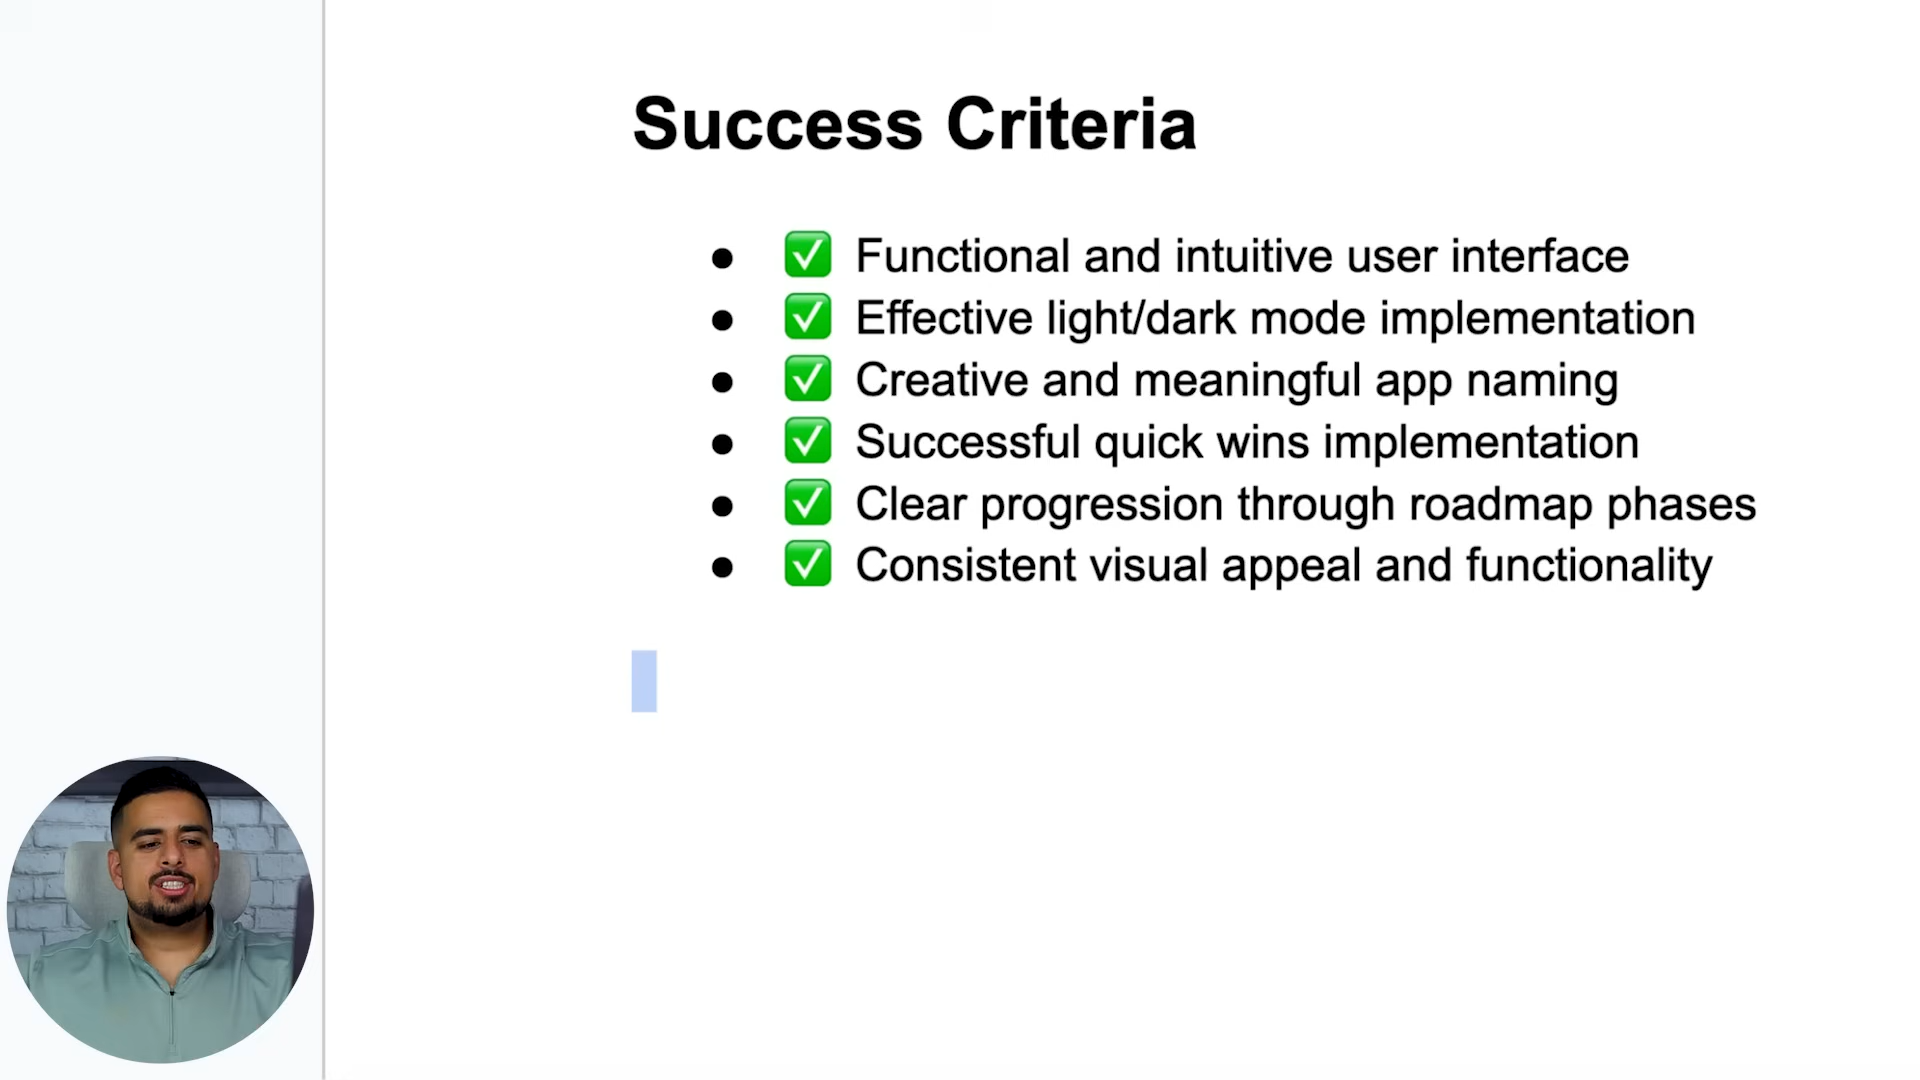 Success Criteria
● ✅ Functional and intuitive user interface
● ✅ Effective light/dark mode implementation
● ✅ Creative and meaningful app naming
● ✅ Successful quick wins implementation
● ✅ Clear progression through roadmap phases
● ✅ Consistent visual appeal and functionality